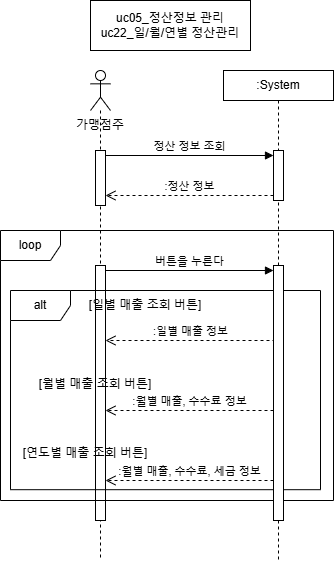 uc05_정산정보 관리
uc22_일/월/연별 정산관리
:System
가맹점주
정산 정보 조회
:정산 정보
loop
버튼을 누른다
alt
[일별 매출 조회 버튼]
:일별 매출 정보
[월별 매출 조회 버튼]
:월별 매출, 수수료 정보
[연도별 매출 조회 버튼]
:월별 매출, 수수료, 세금 정보